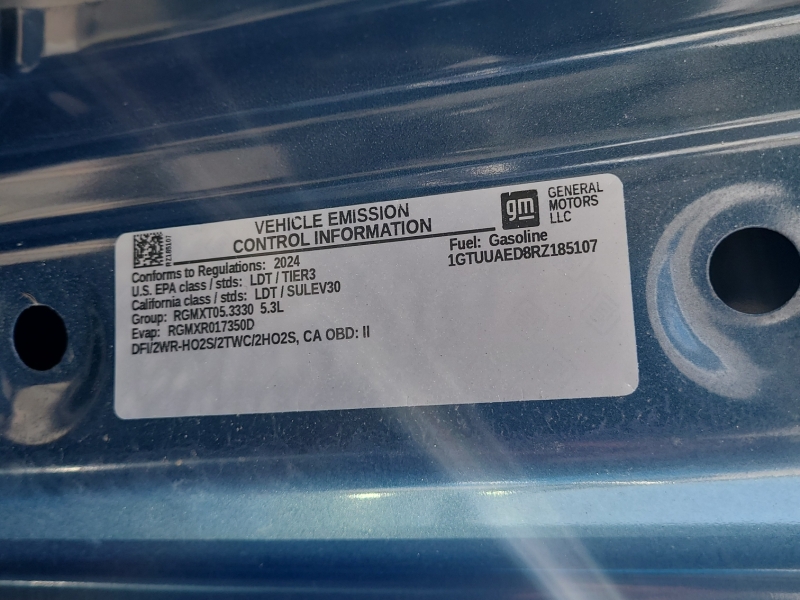 VEHICLE EMISSION
CONTROL INFORMATION
gm
GENERAL
MOTORS
LLC
RZ185107
Conforms to Regulations: 2024
U.S. EPA class / stds: LDT / TIER3
California class / stds: LDT / SULEV30
Group: RGMXT05.3330 5.3L
Evap: RGMXR017350D
DFI/2WR-HO2S/2TWC/2HO2S, CA OBD: II
Fuel: Gasoline
1GTUUAED8RZ185107